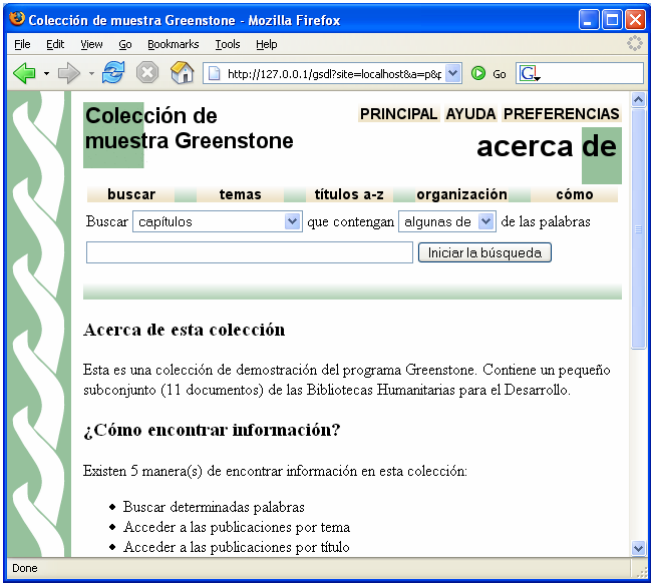 Colección de muestra Greenstone - Mozilla Firefox
File Edit View Go Bookmarks Tools Help
http://127.0.0.1/gsdl?site=localhost&a=p&p Go G
Colección de
muestra Greenstone
PRINCIPAL AYUDA PREFERENCIAS
acerca de
buscar temas títulos a-z organización cómo
Buscar capítulos que contengan algunas de de las palabras
Iniciar la búsqueda
Acerca de esta colección
Esta es una colección de demostración del programa Greenstone. Contiene un pequeño
subconjunto (11 documentos) de las Bibliotecas Humanitarias para el Desarrollo.
¿Cómo encontrar información?
Existen 5 manera(s) de encontrar información en esta colección:
Buscar determinadas palabras
Acceder a las publicaciones por tema
Acceder a las publicaciones por título
Done